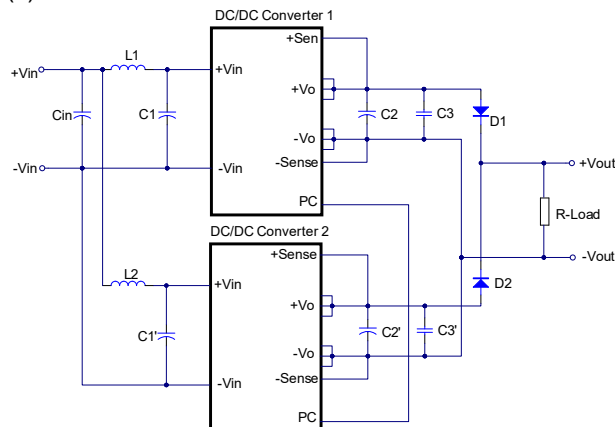 DC/DC Converter 1
+Sen
L1
+Vin
+Vin
+Vo
Cin
C1
C2
C3
D1
-Vo
-Vin
-Vin
-Sense
+Vout
PC
R-Load
DC/DC Converter 2
+Sense
-Vout
L2
+Vin
D2
+Vo
C1'
C2'
C3'
-Vo
-Vin
-Sense
PC